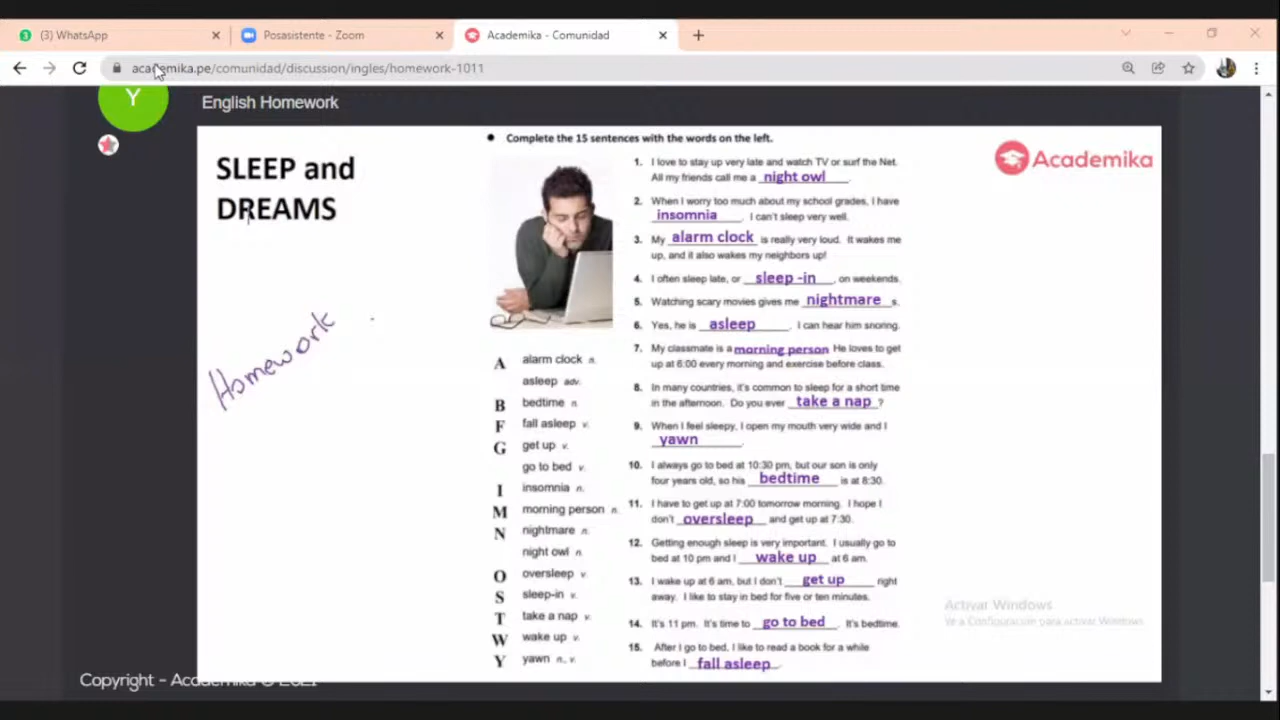 (3) WhatsApp
Posasistente - Zoom
Academika - Comunidad
academika.pe/comunidad/discussion/ingles/homework-1011
Y
English Homework
SLEEP and
DREAMS
Homework
Complete the 15 sentences with the words on the left.
Academika
A alarm clock n.
asleep adv.
B bedtime n.
F fall asleep v.
G get up v.
go to bed v.
I insomnia n.
M morning person n.
N nightmare n.
night owl n.
O oversleep v.
S sleep-in v.
T take a nap v.
W wake up v.
Y yawn n., v.
1. I love to stay up very late and watch TV or surf the Net.
All my friends call me a night owl.
2. When I worry too much about my school grades, I have
insomnia. I can't sleep very well.
3. My alarm clock is really very loud. It wakes me
up, and it also wakes my neighbors up!
4. I often sleep late, or sleep -in, on weekends.
5. Watching scary movies gives me nightmare s.
6. Yes, he is asleep. I can hear him snoring.
7. My classmate is a morning person He loves to get
up at 6:00 every morning and exercise before class.
8. In many countries, it's common to sleep for a short time
in the afternoon. Do you ever take a nap ?
9. When I feel sleepy, I open my mouth very wide and I
yawn.
10. I always go to bed at 10:30 pm, but our son is only
four years old, so his bedtime is at 8:30.
11. I have to get up at 7:00 tomorrow morning. I hope I
don't oversleep and get up at 7:30.
12. Getting enough sleep is very important. I usually go to
bed at 10 pm and I wake up at 6 am.
13. I wake up at 6 am, but I don't get up right
away. I like to stay in bed for five or ten minutes.
14. It's 11 pm. It's time to go to bed. It's bedtime.
15. After I go to bed, I like to read a book for a while
before I fall asleep.
Activar Windows
Ve a Configuración para activar Windows.
Copyright - Academika © 2021